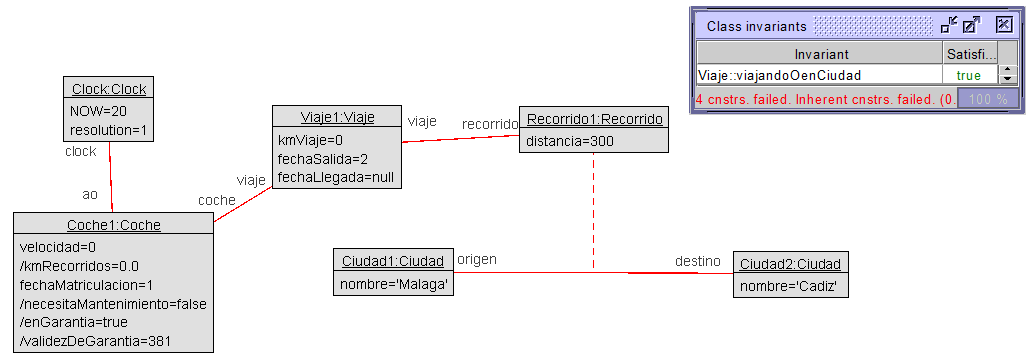 Class invariants
Invariant
Satisfi...
Viaje::viajandoOenCiudad
true
4 cnstrs. failed. Inherent cnstrs. failed. (0.
100 %
Clock:Clock
NOW=20
resolution=1
clock
ao
Viaje1:Viaje
kmViaje=0
fechaSalida=2
fechaLlegada=null
viaje
recorrido
Recorrido1:Recorrido
distancia=300
viaje
coche
Coche1:Coche
velocidad=0
/kmRecorridos=0.0
fechaMatriculacion=1
/necesitaMantenimiento=false
/enGarantia=true
/validezDeGarantia=381
Ciudad1:Ciudad
nombre='Malaga'
origen
destino
Ciudad2:Ciudad
nombre='Cadiz'